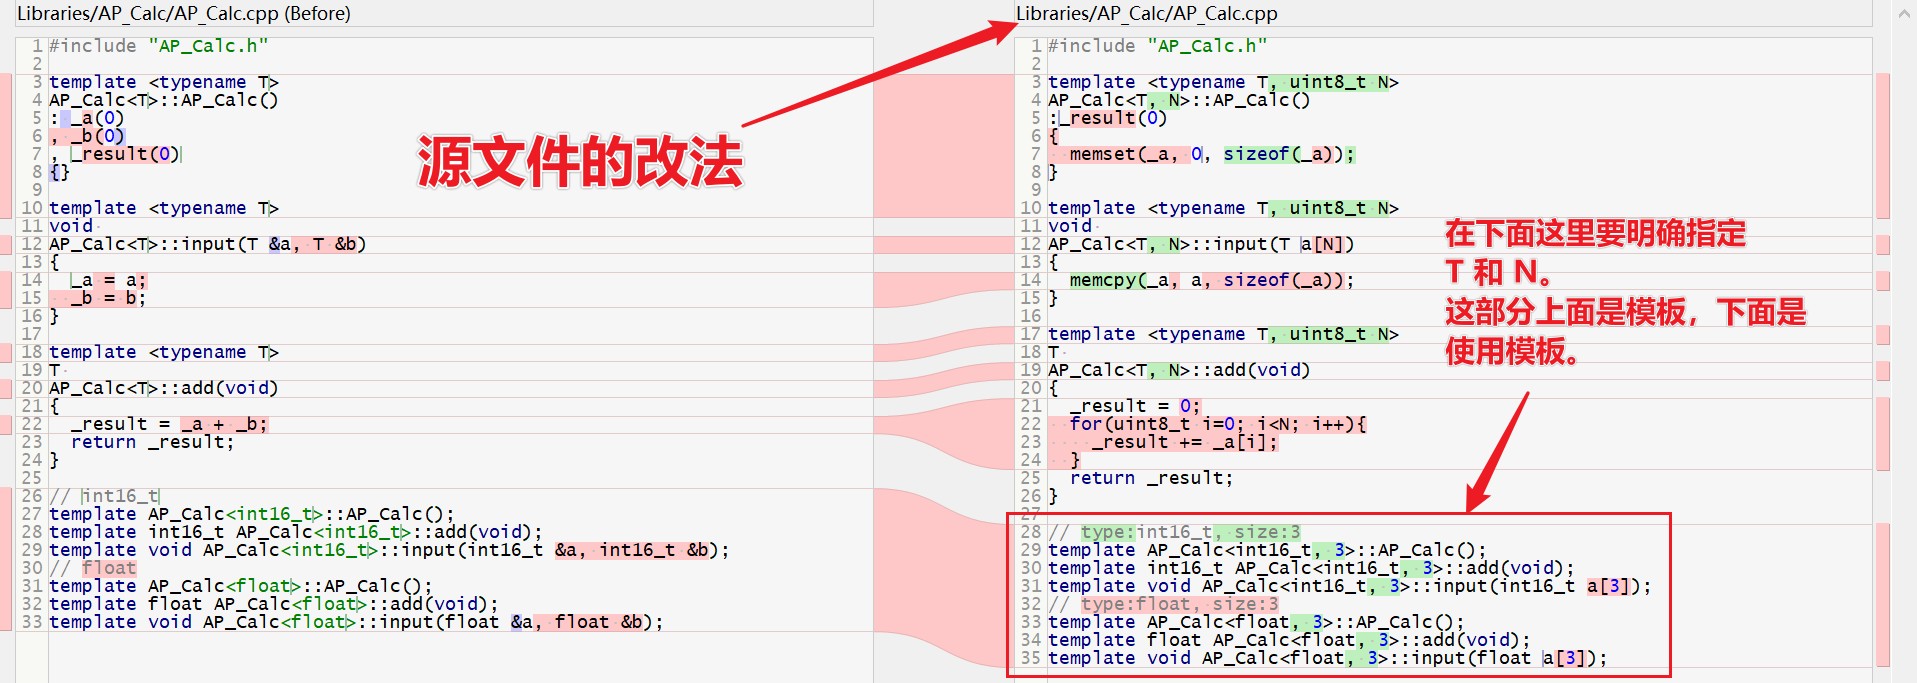 Libraries/AP_Calc/AP_Calc.cpp (Before)
1 #include "AP_Calc.h"
2
3 template <typename T>
4 AP_Calc<T>::AP_Calc()
5 : _a(0)
6 , _b(0)
7 , _result(0)
8 {}
9
10 template <typename T>
11 void
12 AP_Calc<T>::input(T &a, T &b)
13 {
14   _a = a;
15   _b = b;
16 }
17
18 template <typename T>
19 T
20 AP_Calc<T>::add(void)
21 {
22   _result = _a + _b;
23   return _result;
24 }
25
26 // int16_t
27 template AP_Calc<int16_t>::AP_Calc();
28 template int16_t AP_Calc<int16_t>::add(void);
29 template void AP_Calc<int16_t>::input(int16_t &a, int16_t &b);
30 // float
31 template AP_Calc<float>::AP_Calc();
32 template float AP_Calc<float>::add(void);
33 template void AP_Calc<float>::input(float &a, float &b);
源文件的改法
Libraries/AP_Calc/AP_Calc.cpp
1 #include "AP_Calc.h"
2
3 template <typename T, uint8_t N>
4 AP_Calc<T, N>::AP_Calc()
5 :_result(0)
6 {
7   memset(_a, 0, sizeof(_a));
8 }
9
10 template <typename T, uint8_t N>
11 void
12 AP_Calc<T, N>::input(T a[N])
13 {
14   memcpy(_a, a, sizeof(_a));
15 }
16
17 template <typename T, uint8_t N>
18 T
19 AP_Calc<T, N>::add(void)
20 {
21   _result = 0;
22   for(uint8_t i=0; i<N; i++){
23     _result += _a[i];
24   }
25   return _result;
26 }
27
28 // type:int16_t, size:3
29 template AP_Calc<int16_t, 3>::AP_Calc();
30 template int16_t AP_Calc<int16_t, 3>::add(void);
31 template void AP_Calc<int16_t, 3>::input(int16_t a[3]);
32 // type:float, size:3
33 template AP_Calc<float, 3>::AP_Calc();
34 template float AP_Calc<float, 3>::add(void);
35 template void AP_Calc<float, 3>::input(float a[3]);
在下面这里要明确指定
T 和 N。
这部分上面是模板，下面是
使用模板。